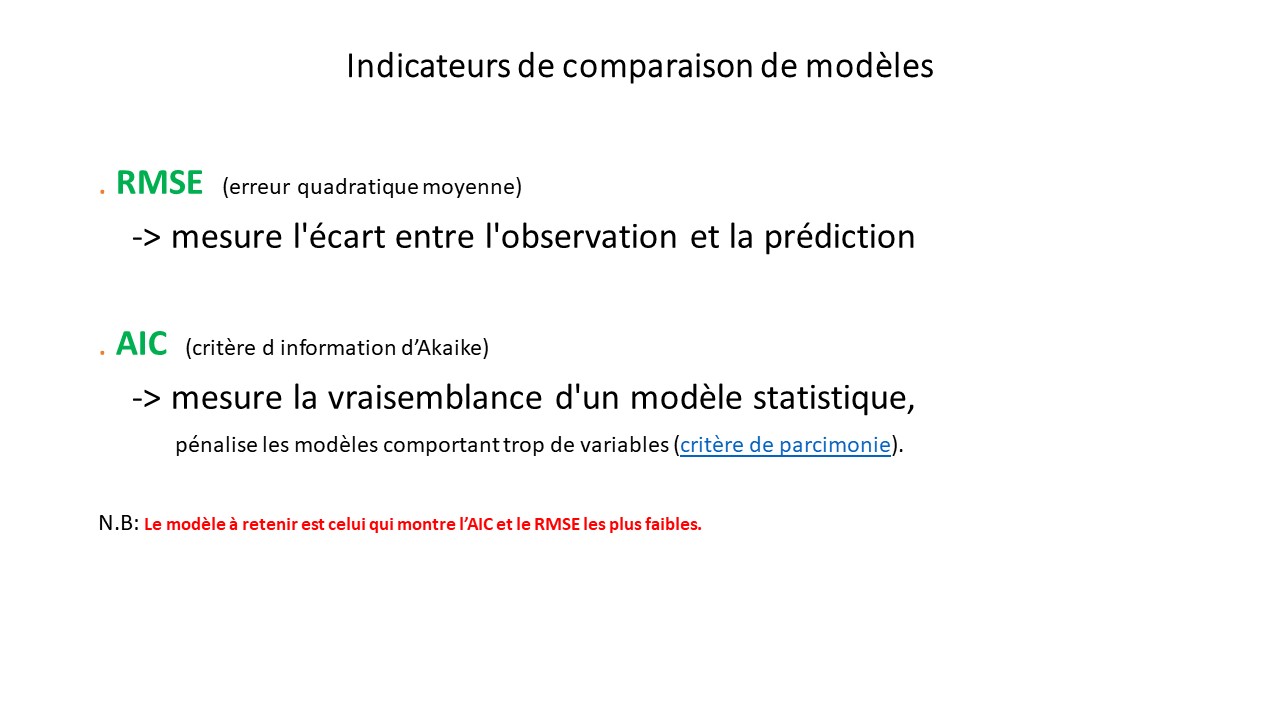 Indicateurs de comparaison de modèles
. RMSE (erreur quadratique moyenne)
-> mesure l'écart entre l'observation et la prédiction
. AIC (critère d information d’Akaike)
-> mesure la vraisemblance d'un modèle statistique,
pénalise les modèles comportant trop de variables (critère de parcimonie).
N.B: Le modèle à retenir est celui qui montre l’AIC et le RMSE les plus faibles.